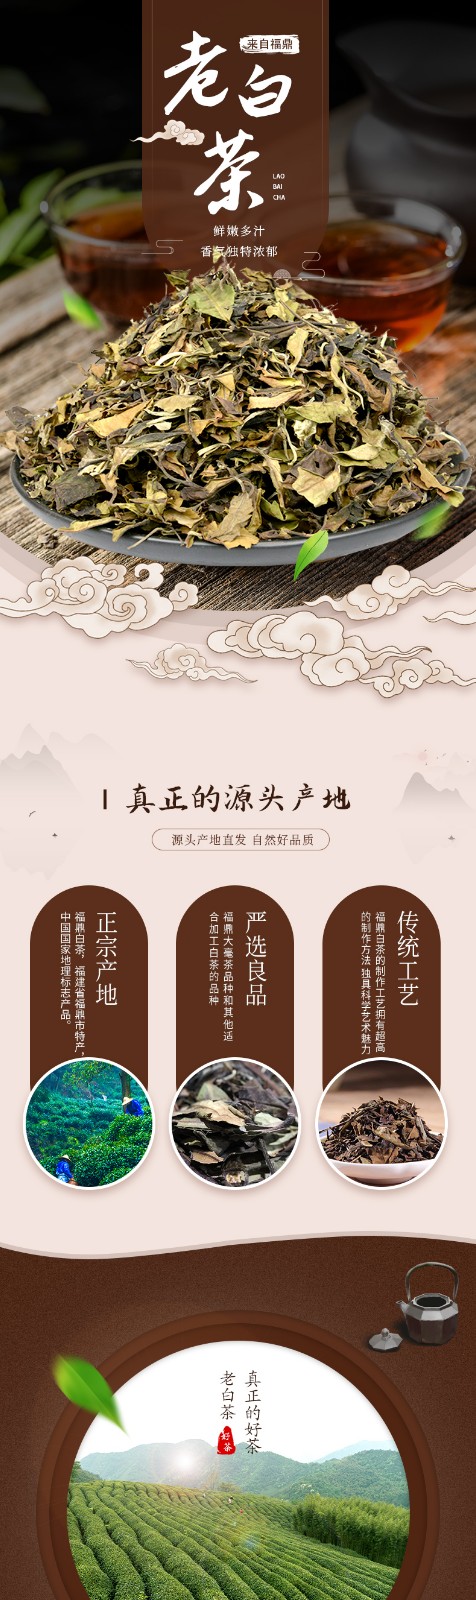 来自福鼎
老白
茶
LAO
BAI
CHA
鲜嫩多汁
香气独特浓郁
真正的源头产地
源头产地直发 自然好品质
正宗产地
福鼎白茶，福建省福鼎市特产，
中国国家地理标志产品。
严选良品
福鼎大毫茶品种和其他适
合加工白茶的品种
传统工艺
福鼎白茶的制作工艺拥有超高
的制作方法 独具科学艺术魅力
真正的好茶
老白茶
好茶